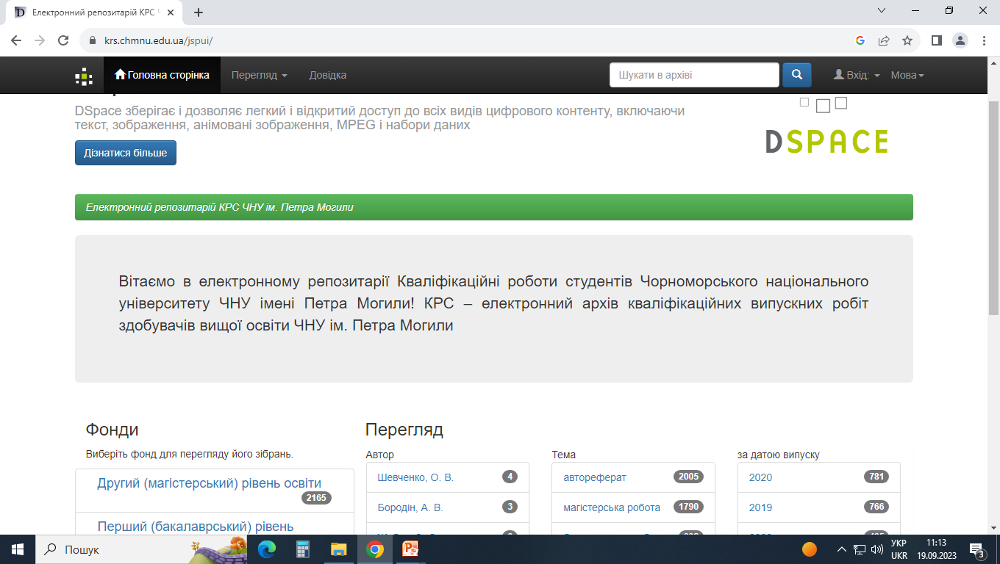 Електронний репозитарій КРС Ч
krs.chmnu.edu.ua/jspui/
Головна сторінка
Перегляд
Довідка
Шукати в архіві
Вхід:
Мова
DSpace зберігає і дозволяє легкий і відкритий доступ до всіх видів цифрового контенту, включаючи
текст, зображення, анімовані зображення, MPEG і набори даних
DSPACE
Дізнатися більше
Електронний репозитарій КРС ЧНУ ім. Петра Могили
Вітаємо в електронному репозитарії Кваліфікаційні роботи студентів Чорноморського національного
університету ЧНУ імені Петра Могили! КРС – електронний архів кваліфікаційних випускних робіт
здобувачів вищої освіти ЧНУ ім. Петра Могили
Фонди
Виберіть фонд для перегляду його зібрань.
Другий (магістерський) рівень освіти
2165
Перший (бакалаврський) рівень
Перегляд
Автор
Шевченко, О. В. 4
Бородін, А. В. 3
Тема
автореферат 2005
магістерська робота 1790
за датою випуску
2020 781
2019 766
Пошук
УКР
UKR
11:13
19.09.2023
3